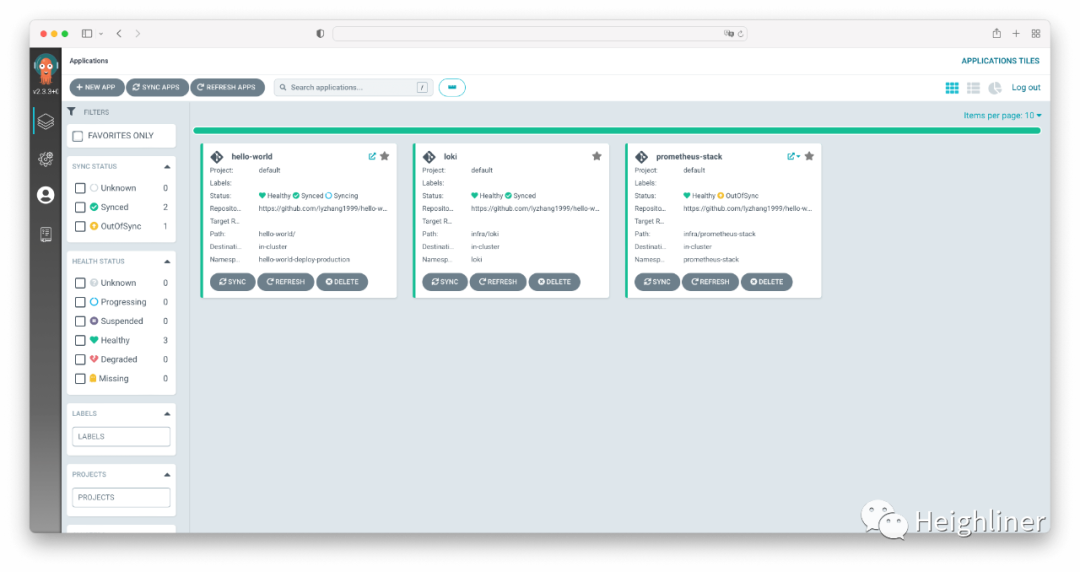 Applications
APPLICATIONS TILES
v2.3.3+
NEW APP
SYNC APPS
REFRESH APPS
Search applications...
/
Log out
FILTERS
Items per page: 10
FAVORITES ONLY
SYNC STATUS
Unknown 0
Synced 2
OutOfSync 1
HEALTH STATUS
Unknown 0
Progressing 0
Suspended 0
Healthy 3
Degraded 0
Missing 0
LABELS
LABELS
PROJECTS
PROJECTS
hello-world
Project: default
Labels:
Status: Healthy Synced Syncing
Reposito... https://github.com/lyzhang1999/hello-w...
Target R...
Path: hello-world/
Destinati... in-cluster
Namesp... hello-world-deploy-production
SYNC REFRESH DELETE
loki
Project: default
Labels:
Status: Healthy Synced
Reposito... https://github.com/lyzhang1999/hello-w...
Target R...
Path: infra/loki
Destinati... in-cluster
Namesp... loki
SYNC REFRESH DELETE
prometheus-stack
Project: default
Labels:
Status: Healthy OutOfSync
Reposito... https://github.com/lyzhang1999/hello-w...
Target R...
Path: infra/prometheus-stack
Destinati... in-cluster
Namesp... prometheus-stack
SYNC REFRESH DELETE
Heighliner